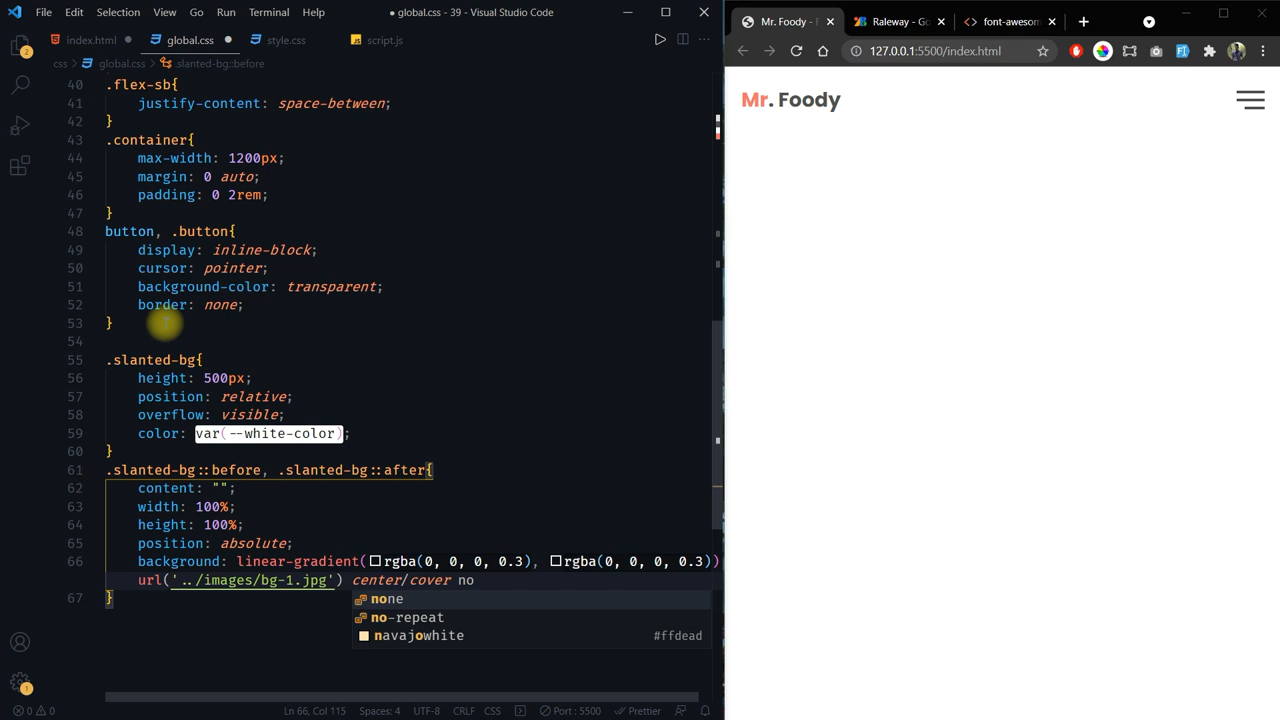 File Edit Selection View Go Run Terminal Help
● global.css - 39 - Visual Studio Code
index.html global.css style.css script.js
css > global.css > .slanted-bg::before
40 .flex-sb{
41 justify-content: space-between;
42 }
43 .container{
44 max-width: 1200px;
45 margin: 0 auto;
46 padding: 0 2rem;
47 }
48 button, .button{
49 display: inline-block;
50 cursor: pointer;
51 background-color: transparent;
52 border: none;
53 }
54
55 .slanted-bg{
56 height: 500px;
57 position: relative;
58 overflow: visible;
59 color: var(--white-color);
60 }
61 .slanted-bg::before, .slanted-bg::after{
62 content: "";
63 width: 100%;
64 height: 100%;
65 position: absolute;
66 background: linear-gradient(rgba(0, 0, 0, 0.3), rgba(0, 0, 0, 0.3))
url('../images/bg-1.jpg') center/cover no
67 }
none
no-repeat
navajowhite #ffdead
2
1
0 0 Ln 66, Col 115 Spaces: 4 UTF-8 CRLF CSS Port : 5500 Prettier
Mr. Foody - F Raleway - Go font-awesom
127.0.0.1:5500/index.html
Mr. Foody